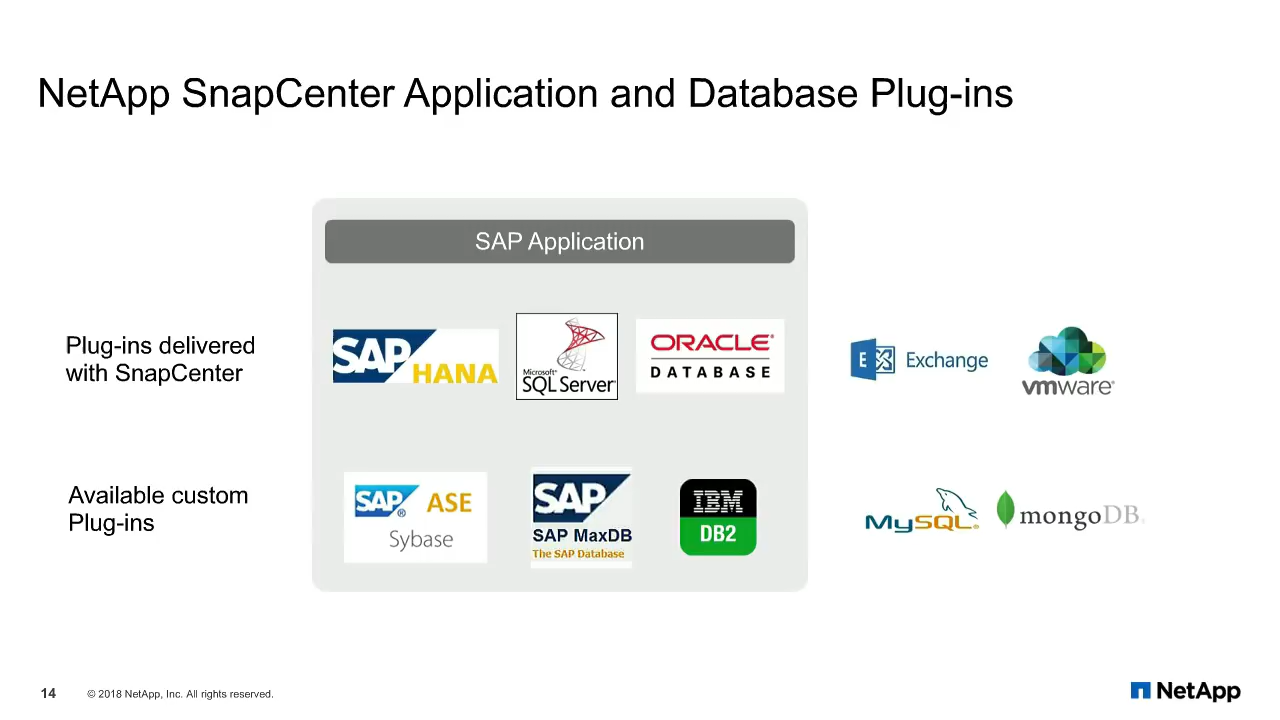 NetApp SnapCenter Application and Database Plug-ins
SAP Application
Plug-ins delivered
with SnapCenter
SAP HANA
Microsoft®
SQL Server®
ORACLE®
DATABASE
Exchange
vmware®
Available custom
Plug-ins
SAP® ASE
Sybase
SAP
SAP MaxDB
The SAP Database
IBM
DB2
MySQL®
mongoDB
14 © 2018 NetApp, Inc. All rights reserved.
NetApp